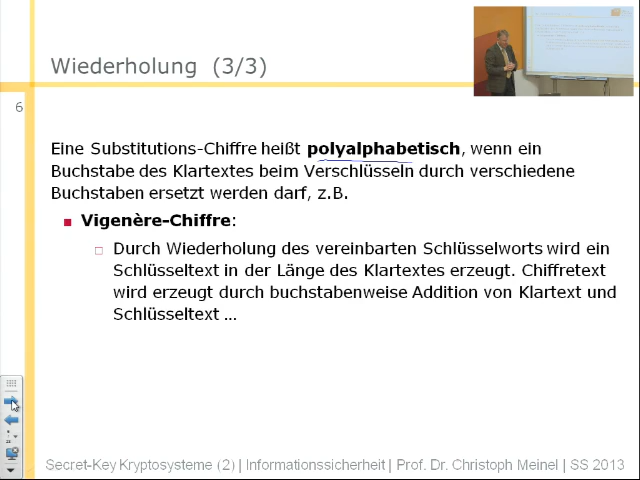 Wiederholung (3/3)
6
Eine Substitutions-Chiffre heißt polyalphabetisch, wenn ein
Buchstabe des Klartextes beim Verschlüsseln durch verschiedene
Buchstaben ersetzt werden darf, z.B.
Vigenère-Chiffre:
Durch Wiederholung des vereinbarten Schlüsselworts wird ein
Schlüsseltext in der Länge des Klartextes erzeugt. Chiffretext
wird erzeugt durch buchstabenweise Addition von Klartext und
Schlüsseltext …
Secret-Key Kryptosysteme (2) | Informationssicherheit | Prof. Dr. Christoph Meinel | SS 2013